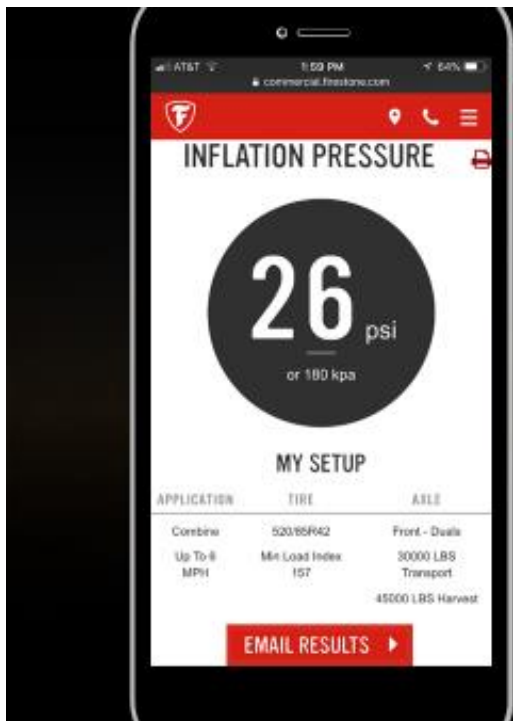 AT&T 1:59 PM 64%
commercial.firestone.com
INFLATION PRESSURE
26 psi
or 180 kpa
MY SETUP
APPLICATION TIRE AXLE
Combine 520/85R42 Front - Duals
Up To 6 Min Load Index 30000 LBS
MPH 157 Transport
45000 LBS Harvest
EMAIL RESULTS